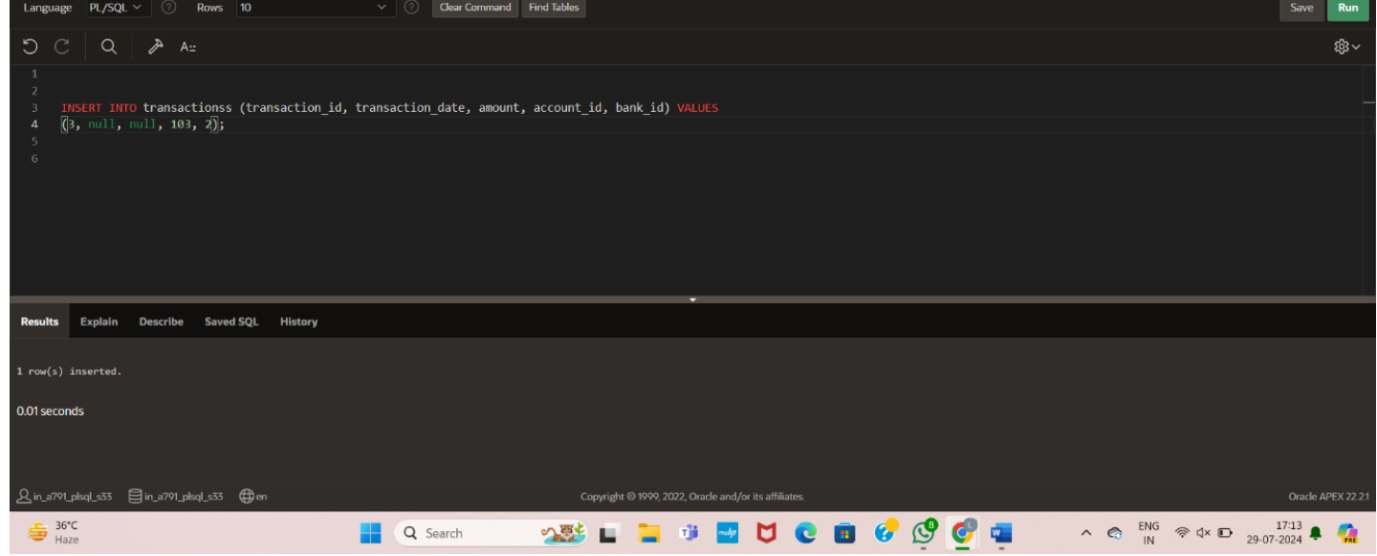 Language PL/SQL Rows 10 Clear Command Find Tables Save Run
A::
1
2
3 INSERT INTO transactionss (transaction_id, transaction_date, amount, account_id, bank_id) VALUES
4 (3, null, null, 103, 2);
5
6
Results Explain Describe Saved SQL History
1 row(s) inserted.
0.01 seconds
in_a791_plsql_s33 in_a791_plsql_s33 en Copyright © 1999, 2022, Oracle and/or its affiliates. Oracle APEX 22.2.1
36°C
Haze
Search
8
L
W
ENG
IN
17:13
29-07-2024
PRE